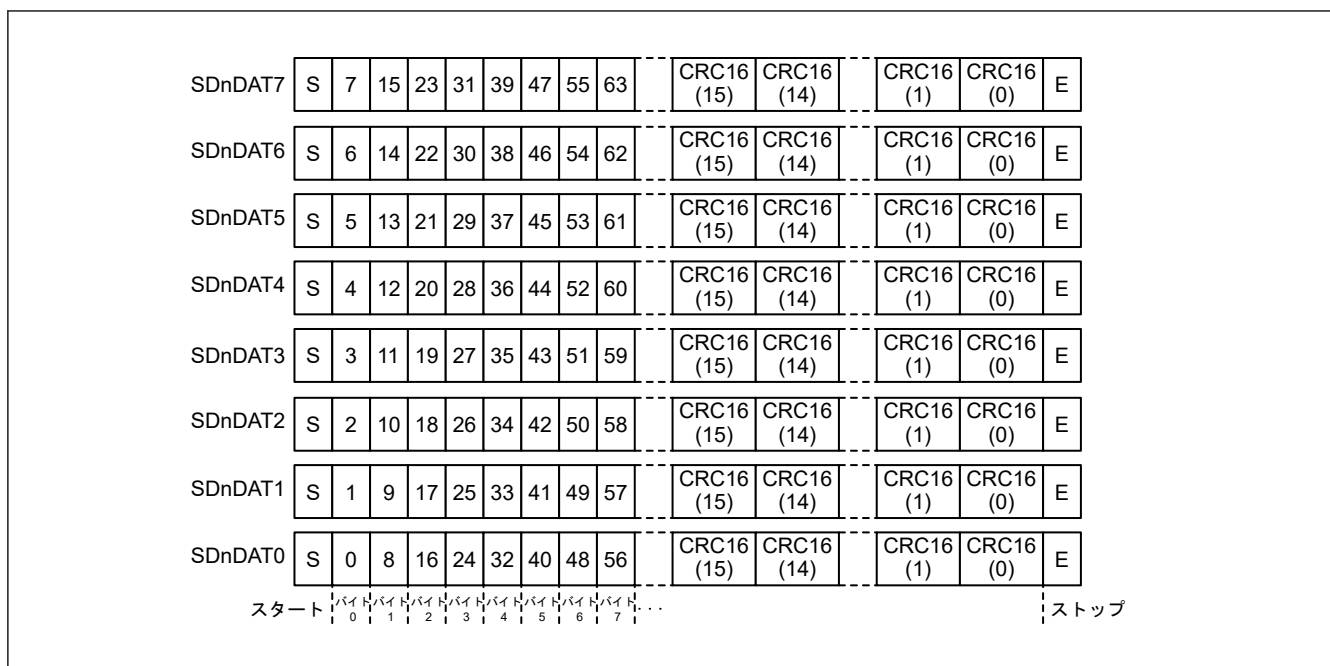 SDnDAT7 S 7 15 23 31 39 47 55 63 CRC16 (15) CRC16 (14) CRC16 (1) CRC16 (0) E
SDnDAT6 S 6 14 22 30 38 46 54 62 CRC16 (15) CRC16 (14) CRC16 (1) CRC16 (0) E
SDnDAT5 S 5 13 21 29 37 45 53 61 CRC16 (15) CRC16 (14) CRC16 (1) CRC16 (0) E
SDnDAT4 S 4 12 20 28 36 44 52 60 CRC16 (15) CRC16 (14) CRC16 (1) CRC16 (0) E
SDnDAT3 S 3 11 19 27 35 43 51 59 CRC16 (15) CRC16 (14) CRC16 (1) CRC16 (0) E
SDnDAT2 S 2 10 18 26 34 42 50 58 CRC16 (15) CRC16 (14) CRC16 (1) CRC16 (0) E
SDnDAT1 S 1 9 17 25 33 41 49 57 CRC16 (15) CRC16 (14) CRC16 (1) CRC16 (0) E
SDnDAT0 S 0 8 16 24 32 40 48 56 CRC16 (15) CRC16 (14) CRC16 (1) CRC16 (0) E
スタート バイト0 バイト1 バイト2 バイト3 バイト4 バイト5 バイト6 バイト7 ··· ストップ